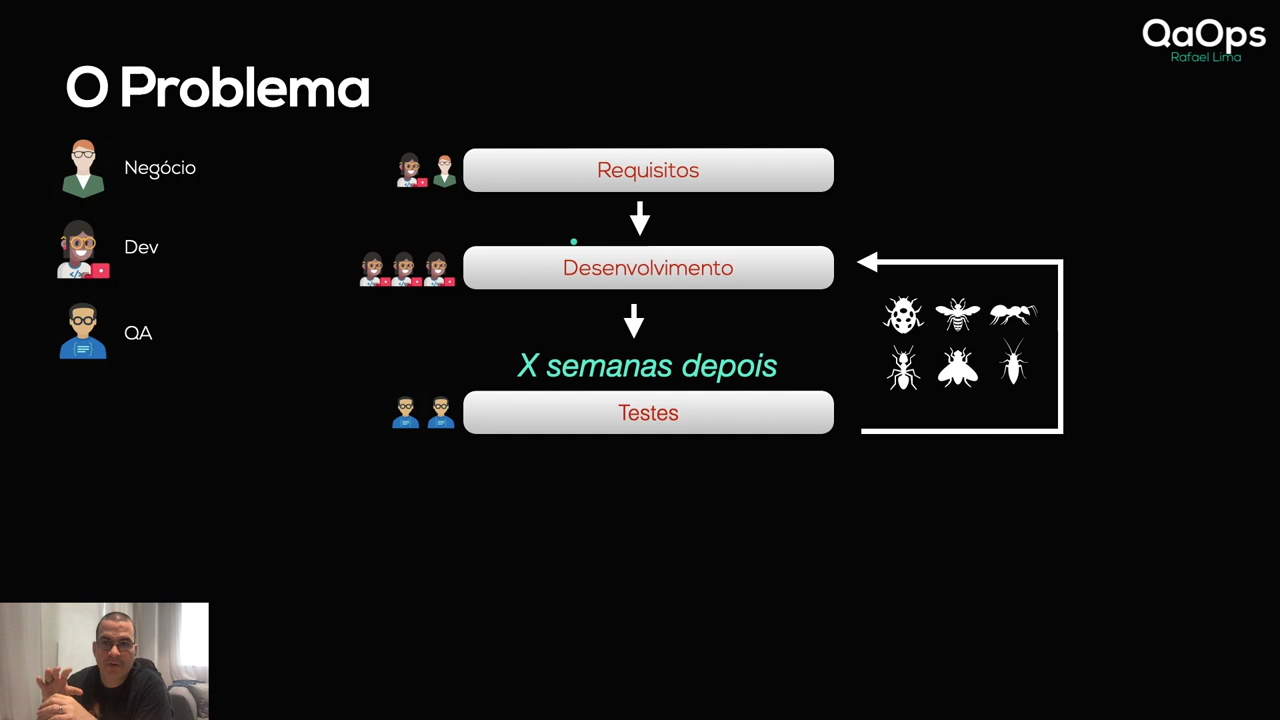 QaOps
Rafael Lima
O Problema
Negócio
Dev
QA
Requisitos
Desenvolvimento
X semanas depois
Testes